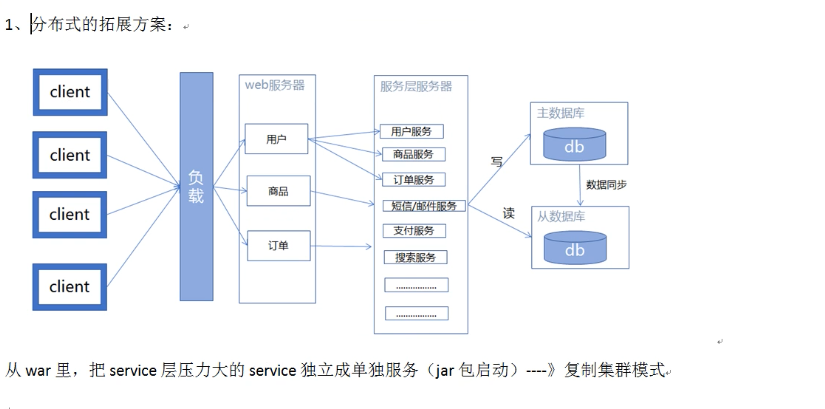 1、分布式的拓展方案：
client
client
client
client
负载
web服务器
用户
商品
订单
服务层服务器
用户服务
商品服务
订单服务
短信/邮件服务
支付服务
搜索服务
................
................
写
读
主数据库
db
数据同步
从数据库
db
从 war 里，把 service 层压力大的 service 独立成单独服务（jar 包启动）----》复制集群模式